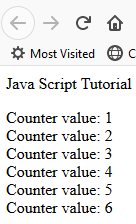 Most Visited
Java Script Tutorial
Counter value: 1
Counter value: 2
Counter value: 3
Counter value: 4
Counter value: 5
Counter value: 6